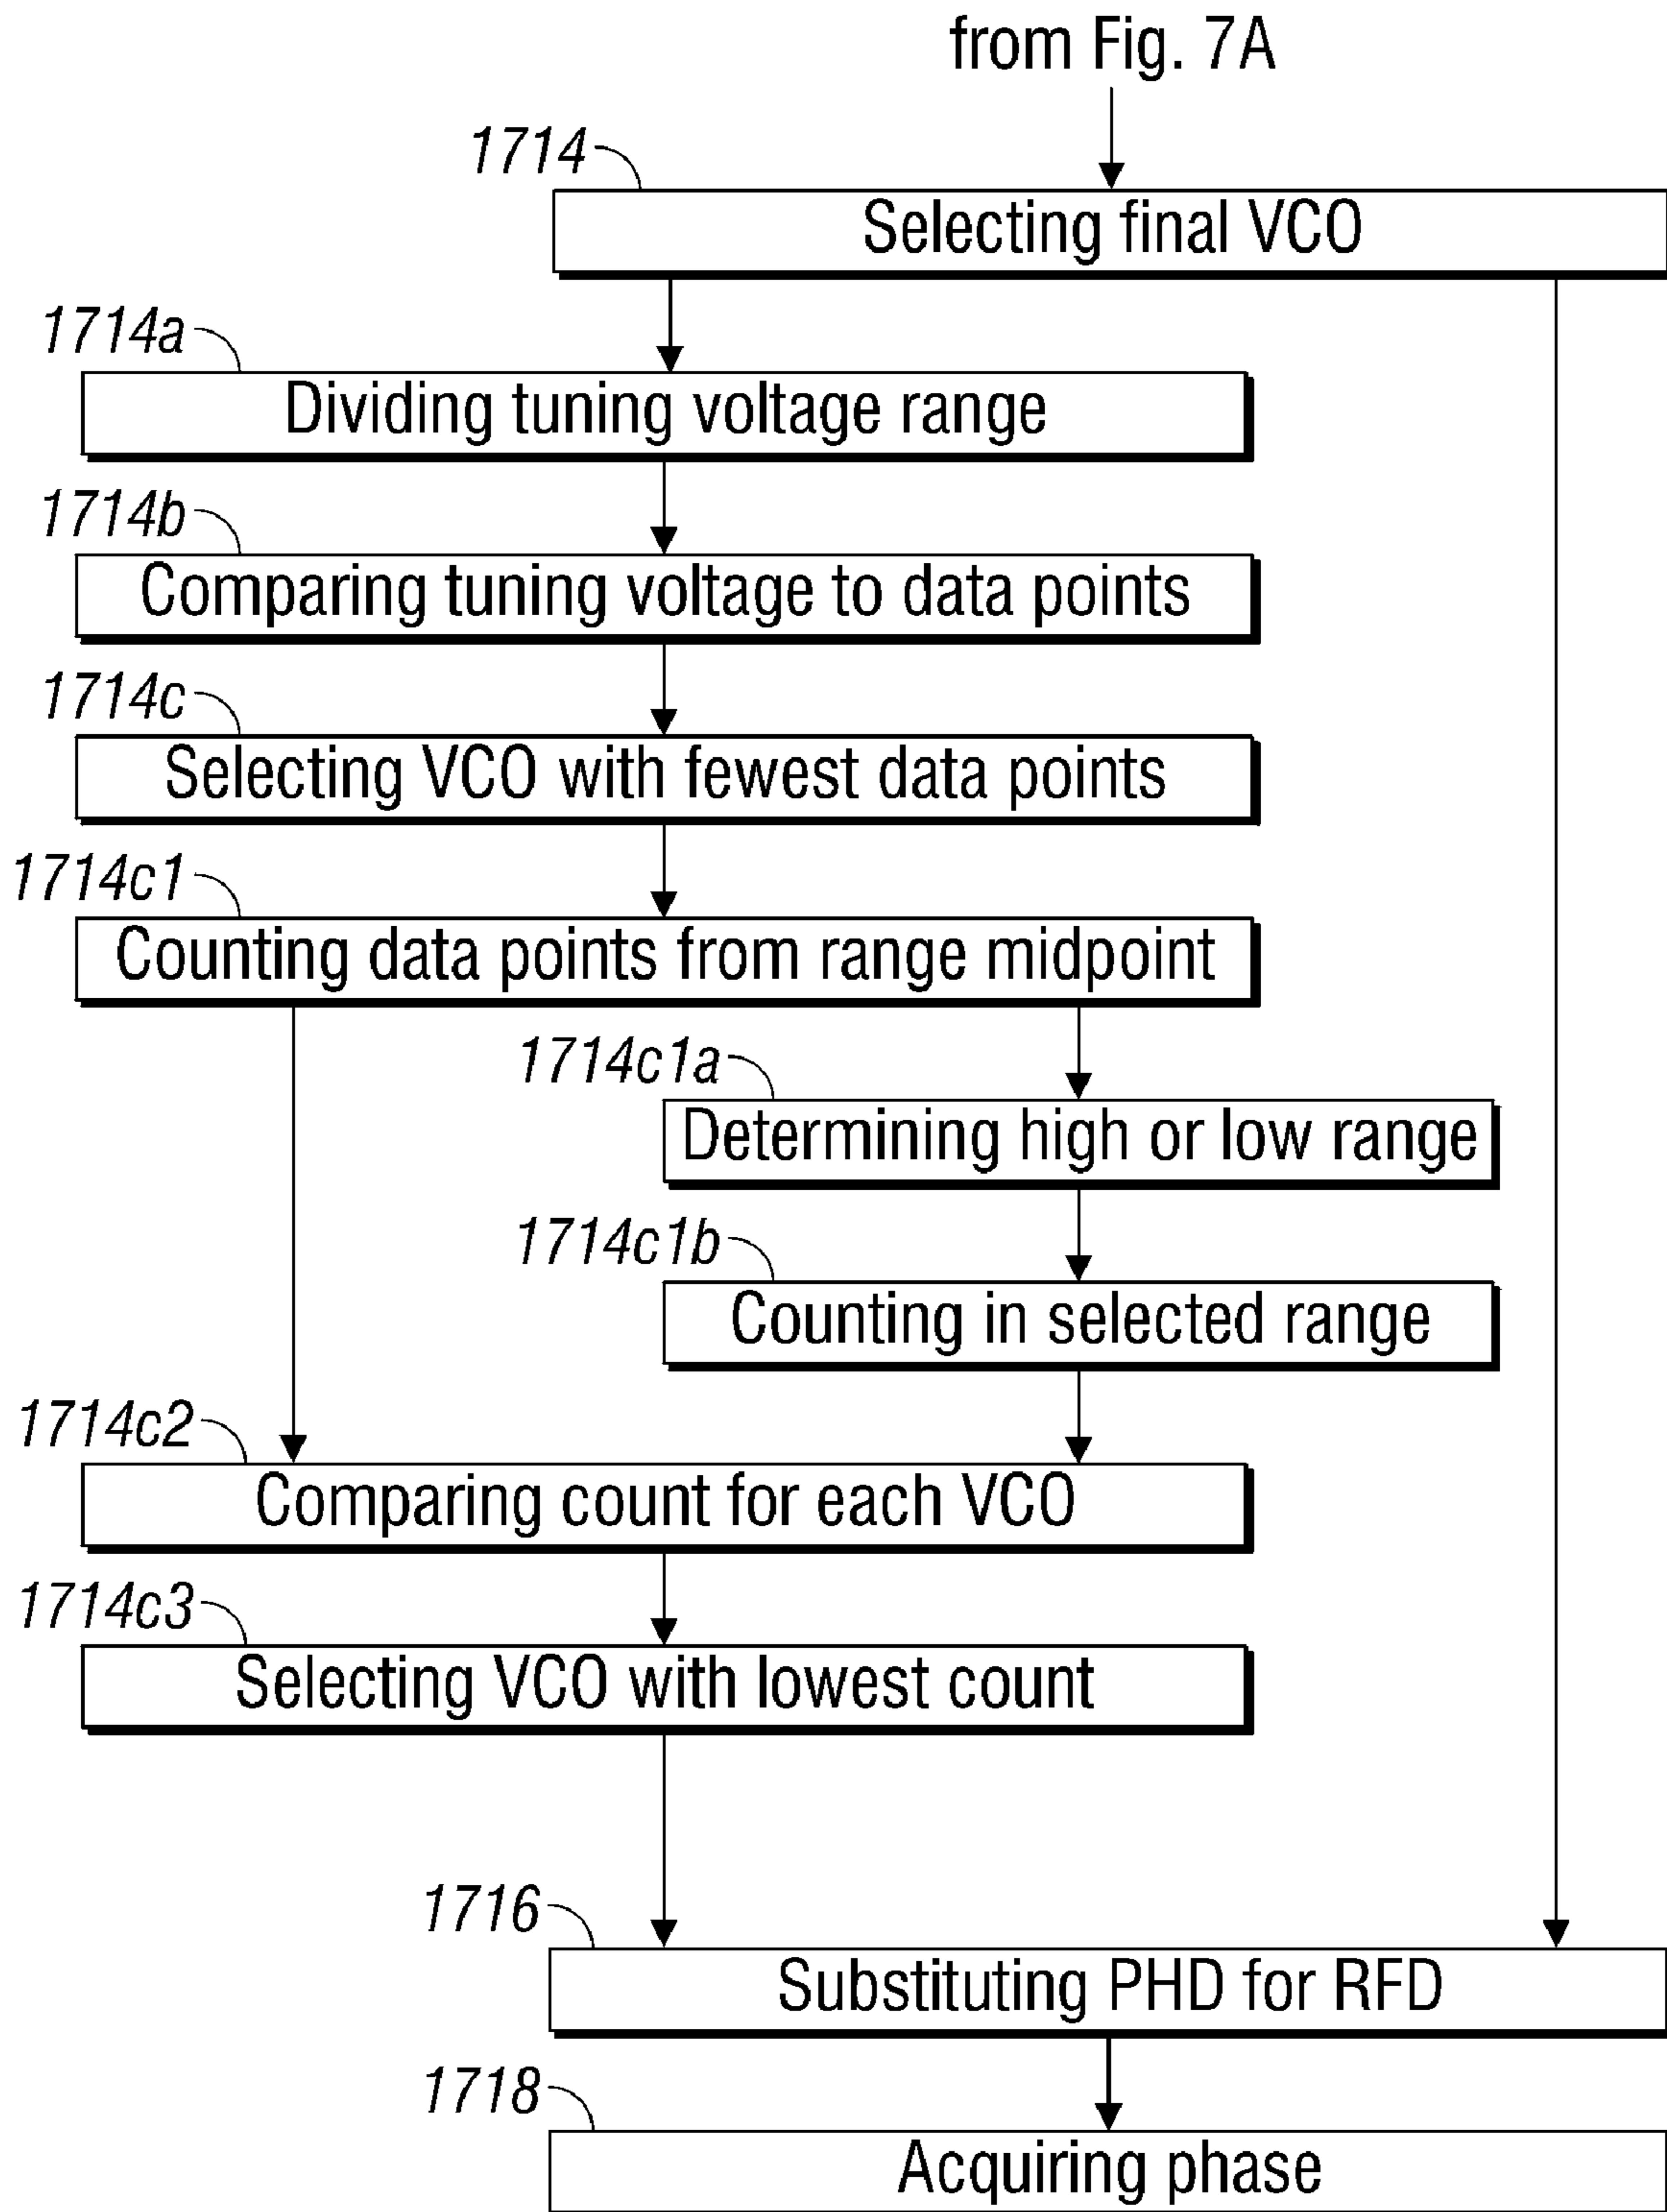 from Fig. 7A
1714
Selecting final VCO
1714a
Dividing tuning voltage range
1714b
Comparing tuning voltage to data points
1714c
Selecting VCO with fewest data points
1714c1
Counting data points from range midpoint
1714c1a
Determining high or low range
1714c1b
Counting in selected range
1714c2
Comparing count for each VCO
1714c3
Selecting VCO with lowest count
1716
Substituting PHD for RFD
1718
Acquiring phase